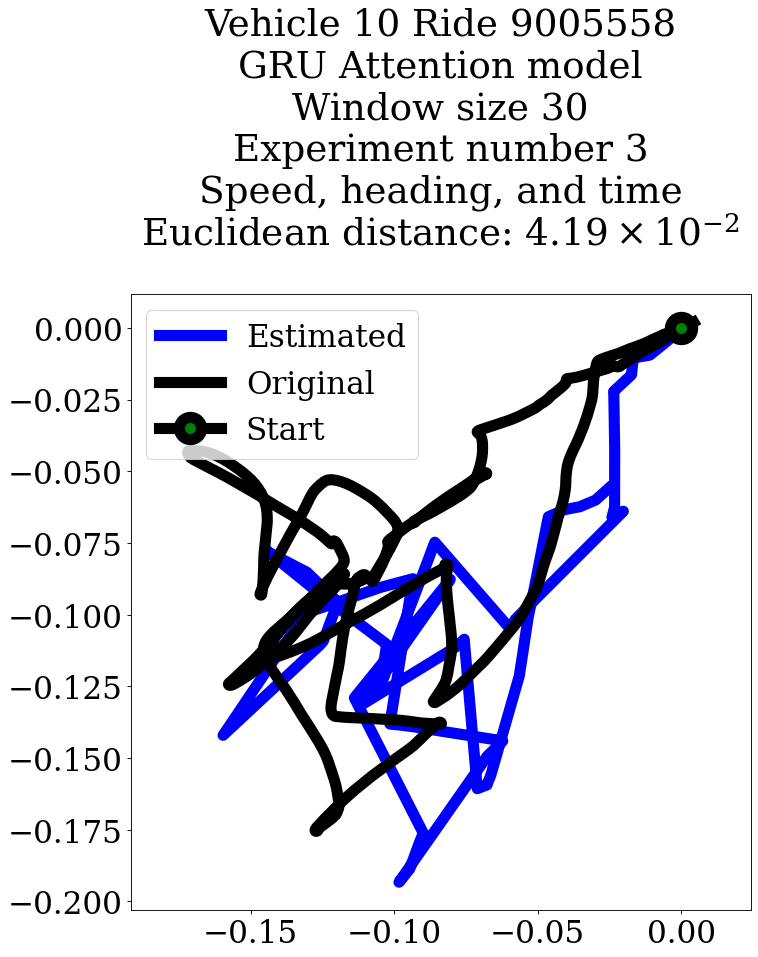 Vehicle 10 Ride 9005558
GRU Attention model
Window size 30
Experiment number 3
Speed, heading, and time
Euclidean distance: 4.19 × 10⁻²
Estimated
Original
Start
0.000
−0.025
−0.050
−0.075
−0.100
−0.125
−0.150
−0.175
−0.200
−0.15 −0.10 −0.05 0.00